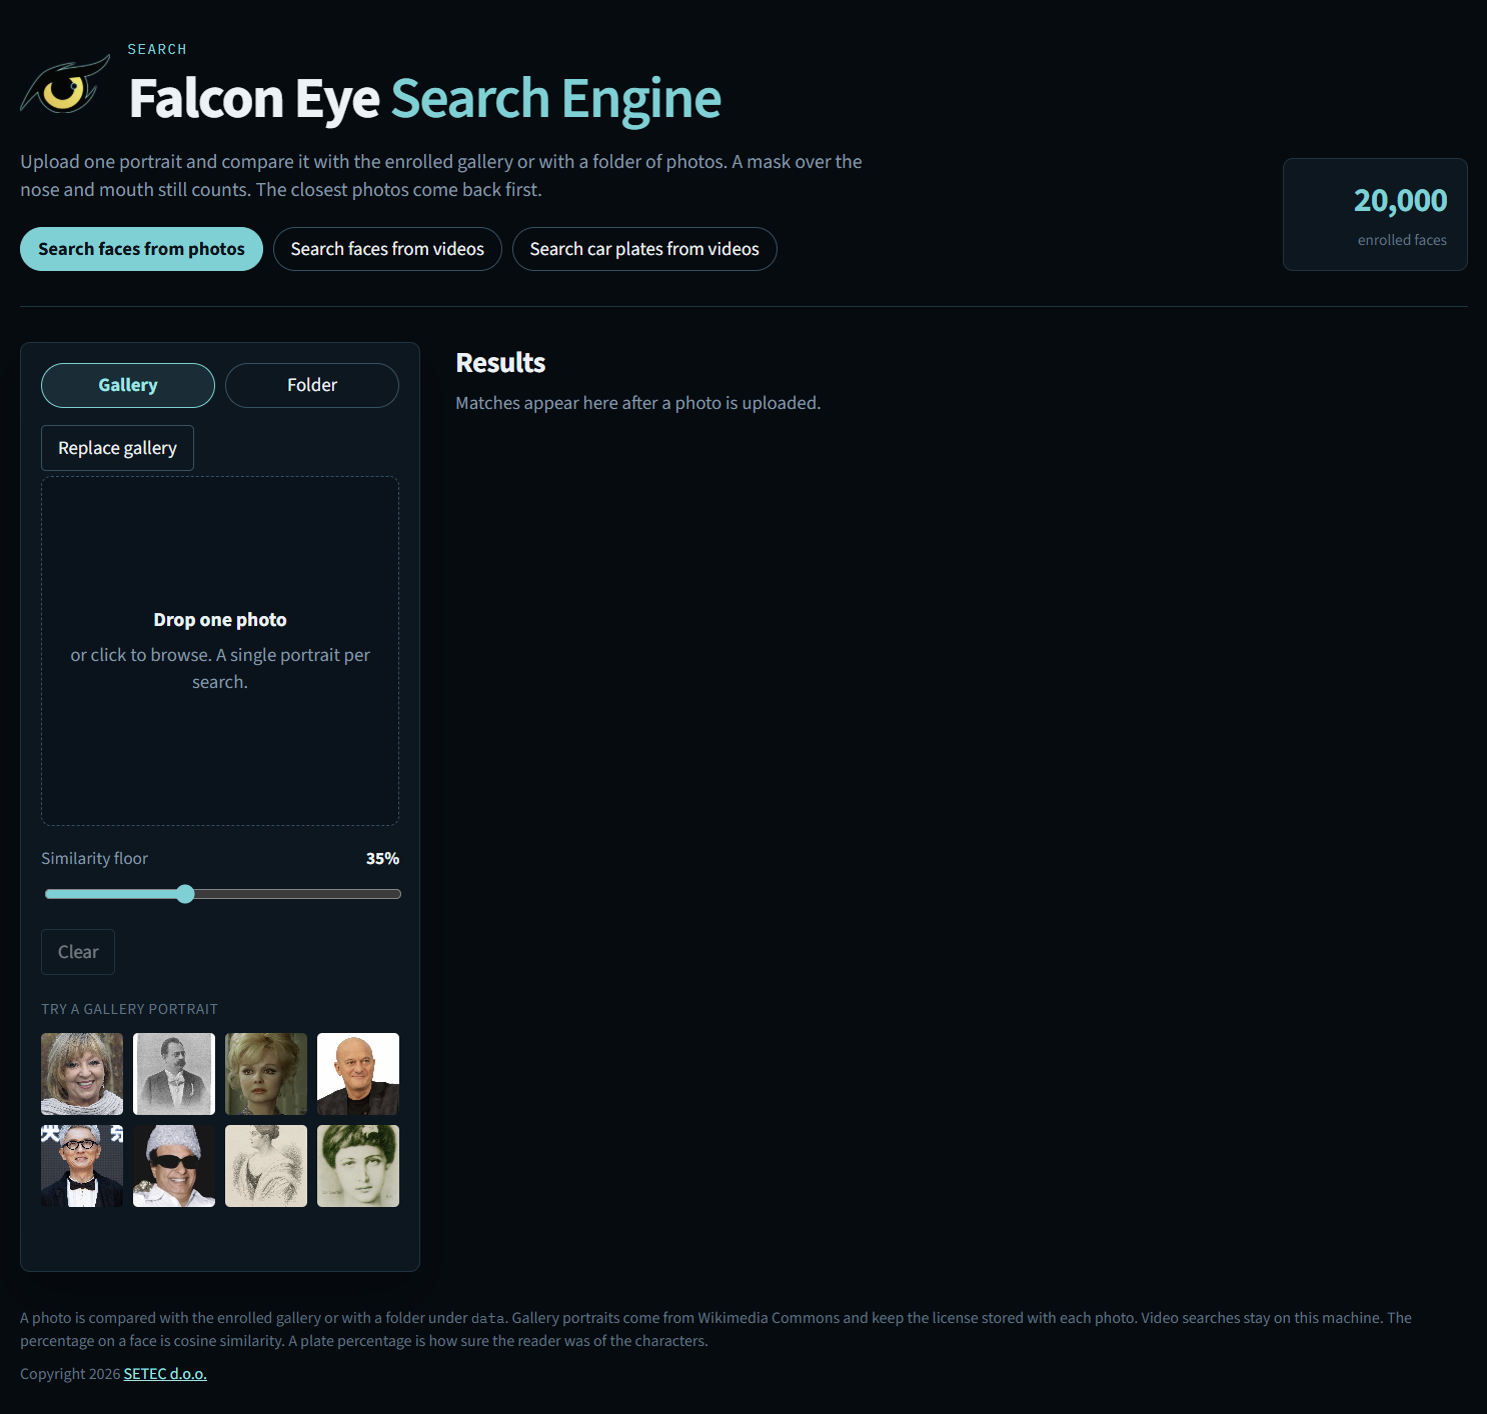 SEARCH
Falcon Eye Search Engine
Upload one portrait and compare it with the enrolled gallery or with a folder of photos. A mask over the
nose and mouth still counts. The closest photos come back first.
20,000
enrolled faces
Search faces from photos
Search faces from videos
Search car plates from videos
Gallery
Folder
Replace gallery
Drop one photo
or click to browse. A single portrait per
search.
Similarity floor
35%
Clear
TRY A GALLERY PORTRAIT
Results
Matches appear here after a photo is uploaded.
A photo is compared with the enrolled gallery or with a folder under data. Gallery portraits come from Wikimedia Commons and keep the license stored with each photo. Video searches stay on this machine. The
percentage on a face is cosine similarity. A plate percentage is how sure the reader was of the characters.
Copyright 2026 SETEC d.o.o.